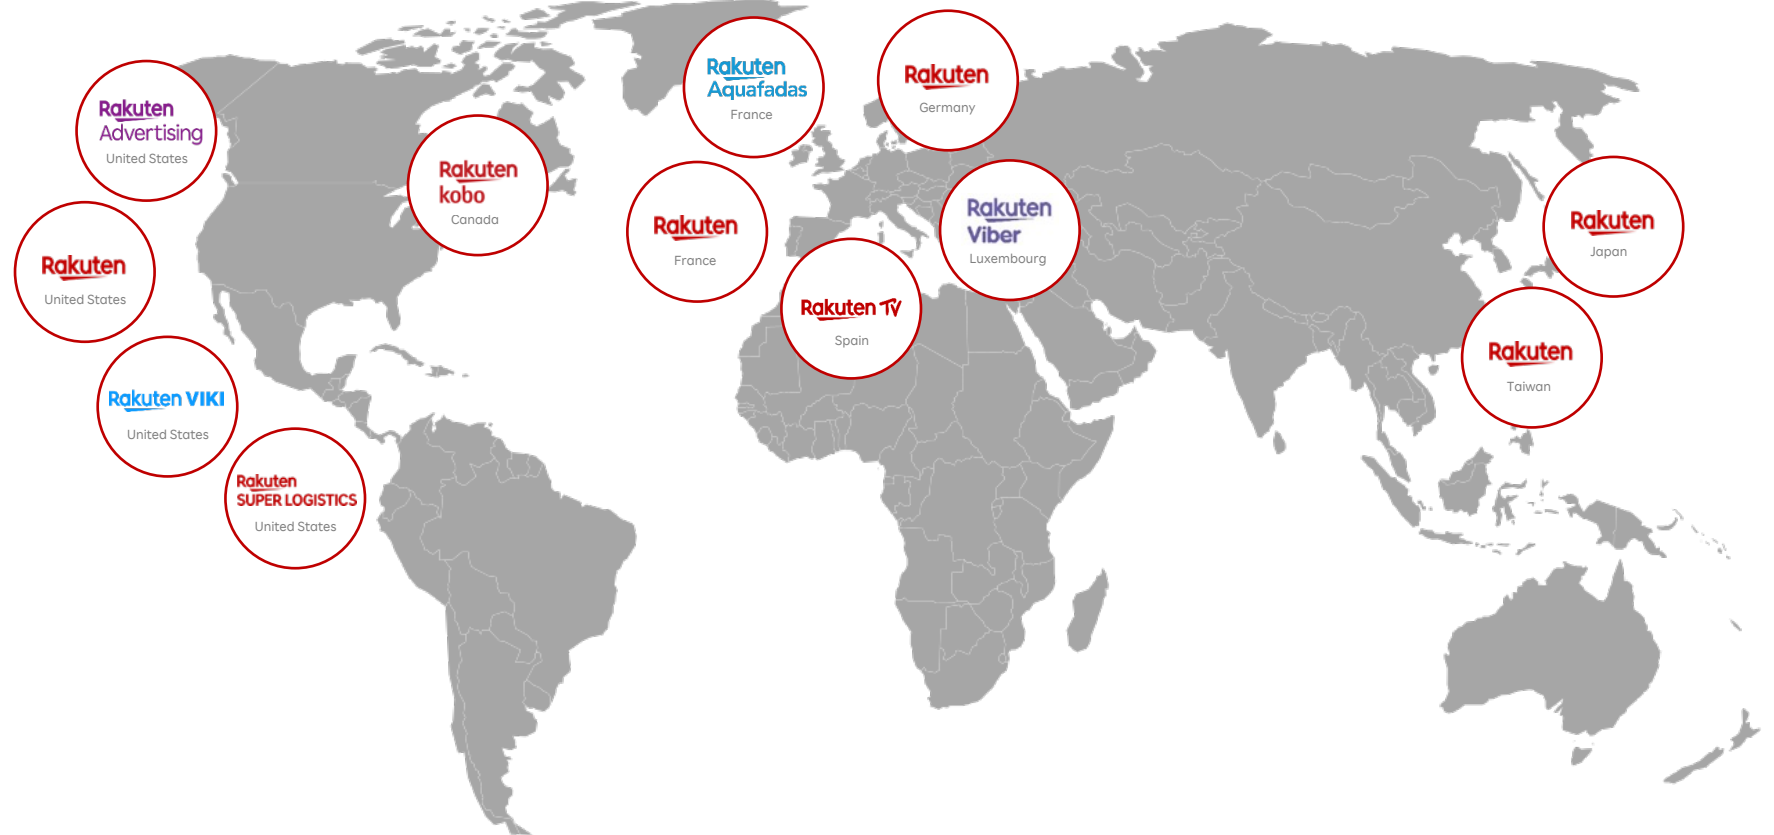 Rakuten
Advertising
United States
Rakuten
kobo
Canada
Rakuten
United States
Rakuten VIKI
United States
Rakuten
SUPER LOGISTICS
United States
Rakuten
Aquafadas
France
Rakuten
Germany
Rakuten
France
Rakuten
Viber
Luxembourg
Rakuten TV
Spain
Rakuten
Japan
Rakuten
Taiwan